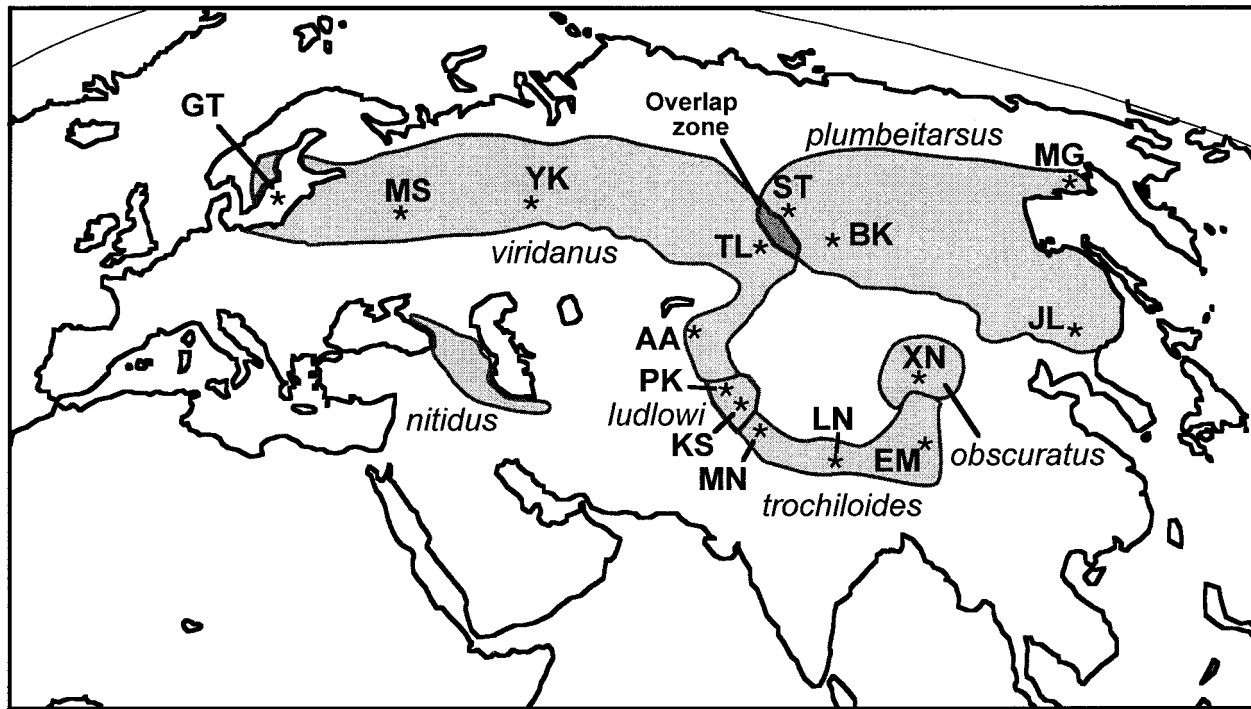 GT
Overlap
zone
plumbeitarsus
MG
MS
YK
ST
viridanus
TL
BK
AA
JL
XN
PK
ludlowi
nitidus
KS
LN
MN
EM
obscuratus
trochiloides